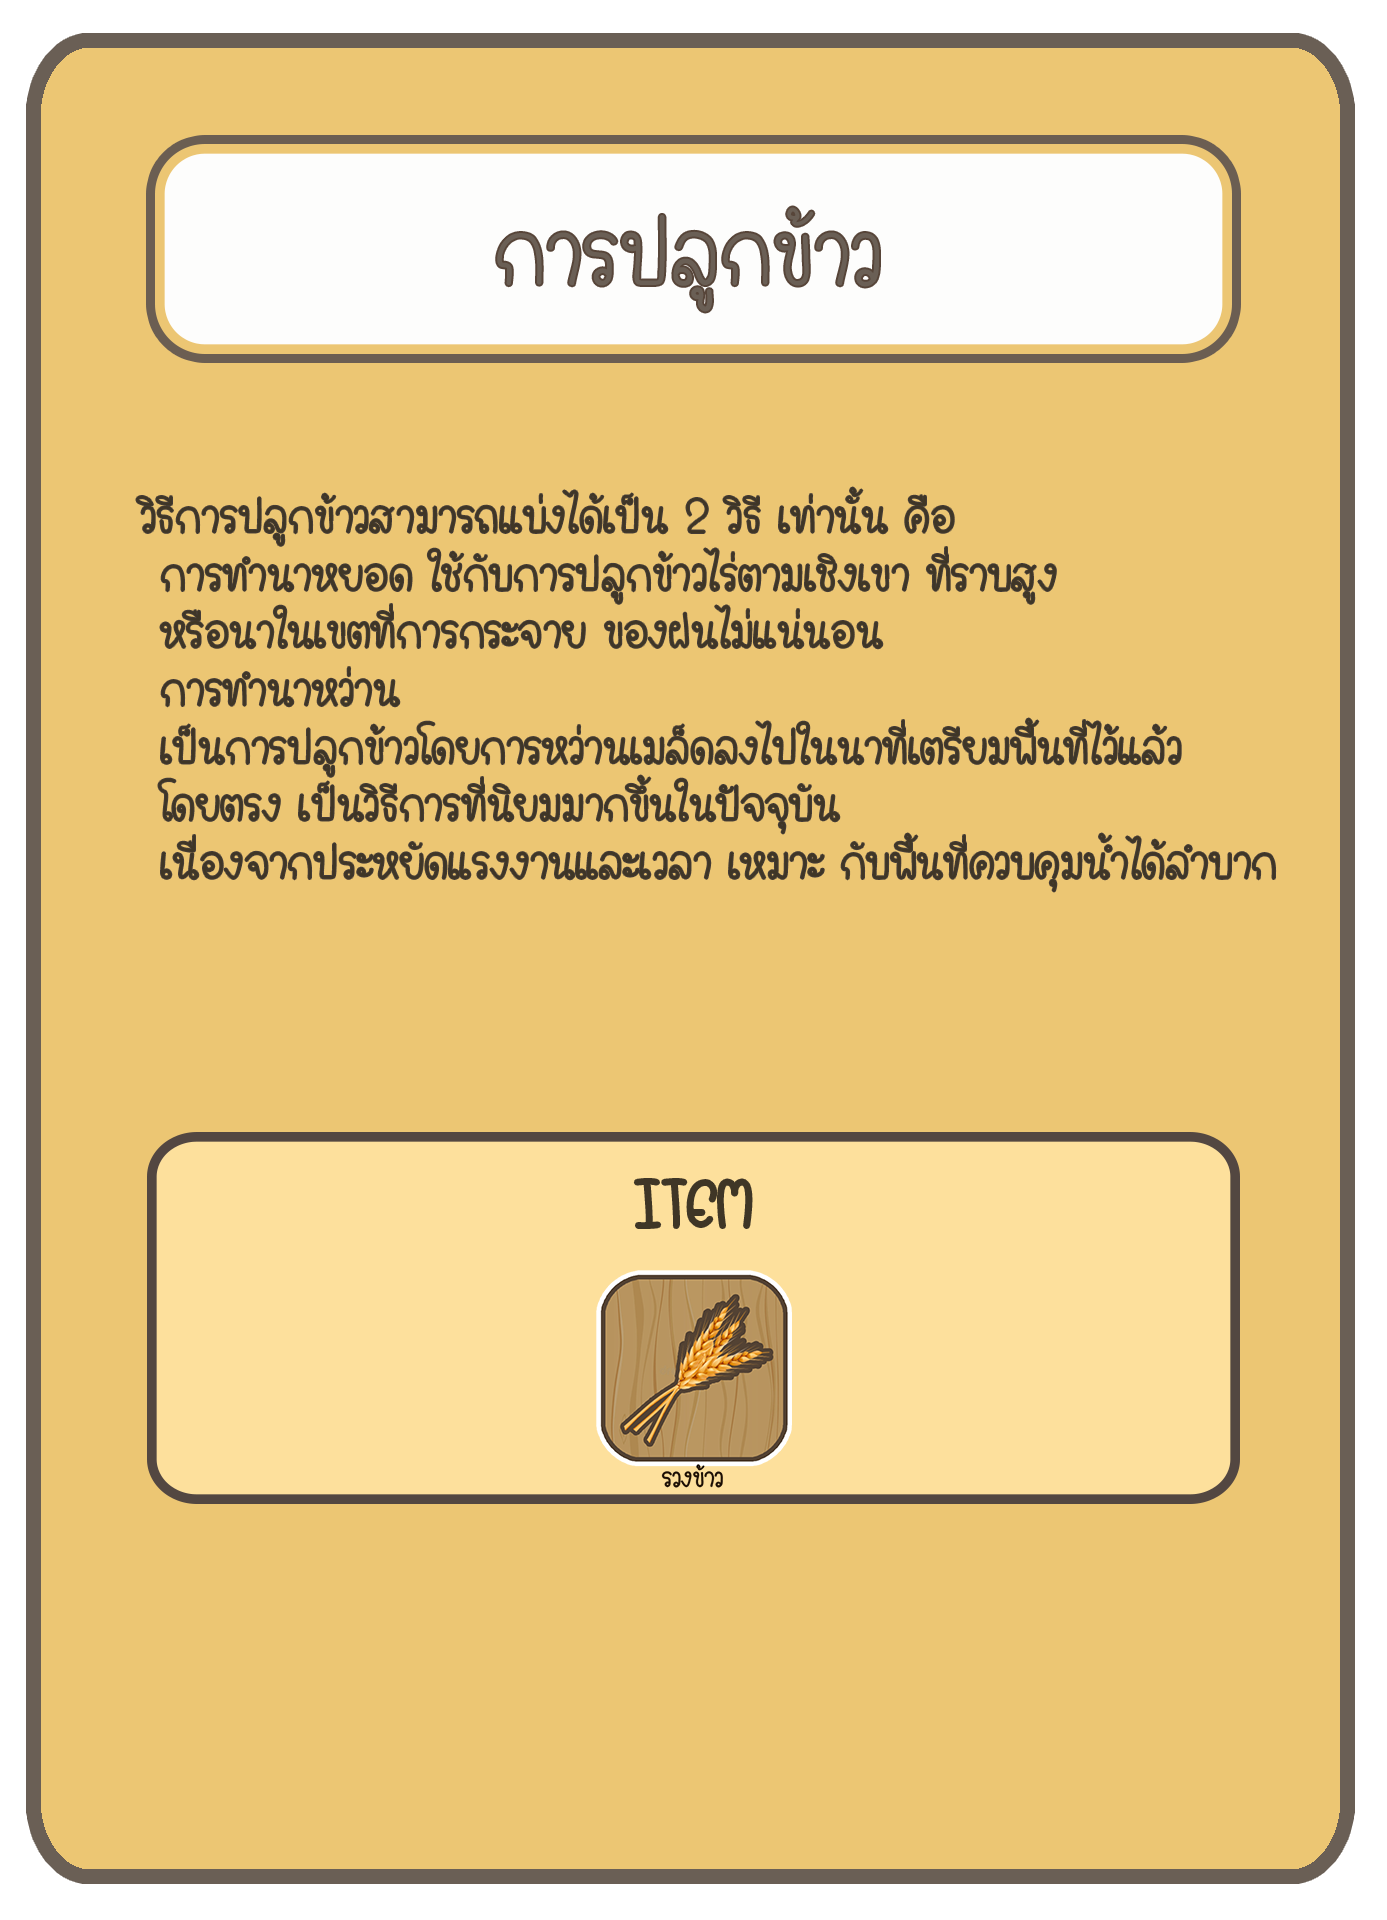 การปลูกข้าว
วิธีการปลูกข้าวสามารถแบ่งได้เป็น 2 วิธี เท่านั้น คือ
การทำนาหยอด ใช้กับการปลูกข้าวไร่ตามเชิงเขา ที่ราบสูง
หรือนาในเขตที่การกระจาย ของฝนไม่แน่นอน
การทำนาหว่าน
เป็นการปลูกข้าวโดยการหว่านเมล็ดลงไปในนาที่เตรียมพื้นที่ไว้แล้ว
โดยตรง เป็นวิธีการที่นิยมมากขึ้นในปัจจุบัน
เนื่องจากประหยัดแรงงานและเวลา เหมาะ กับพื้นที่ควบคุมน้ำได้ลำบาก
ITEM
รวงข้าว